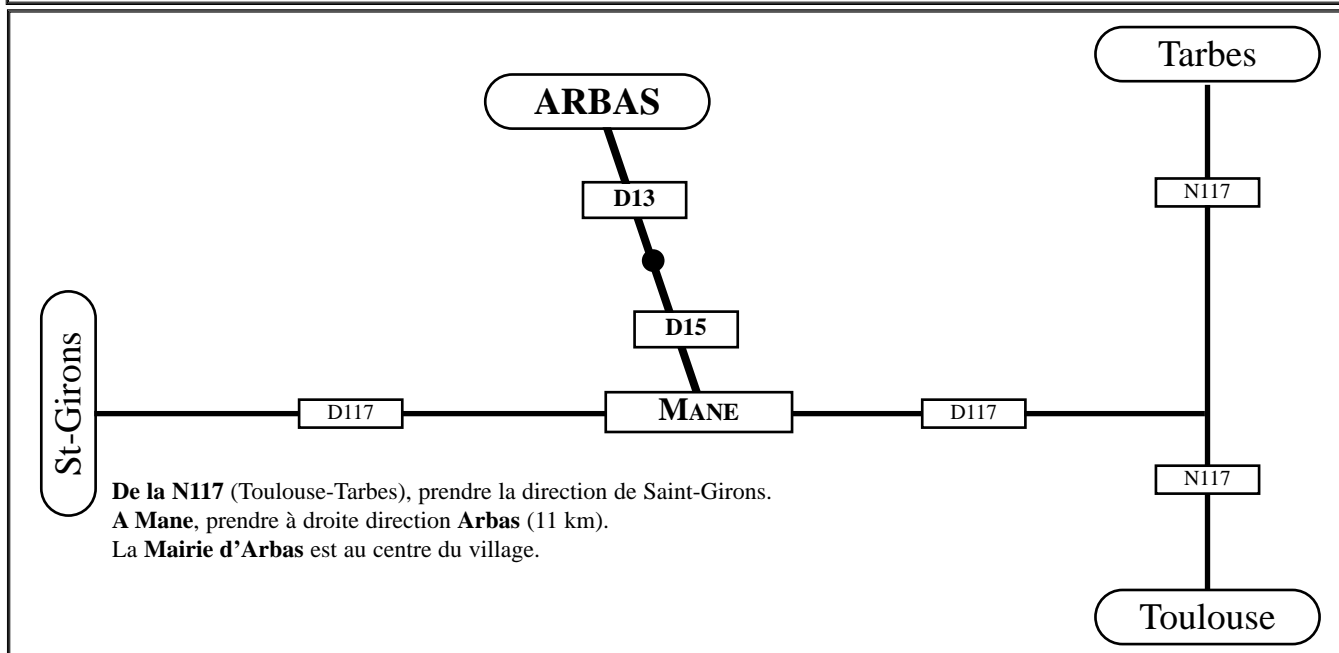 Tarbes
ARBAS
D13
N117
D15
St-Girons
D117
MANE
D117
N117
De la N117 (Toulouse-Tarbes), prendre la direction de Saint-Girons.
A Mane, prendre à droite direction Arbas (11 km).
La Mairie d'Arbas est au centre du village.
Toulouse